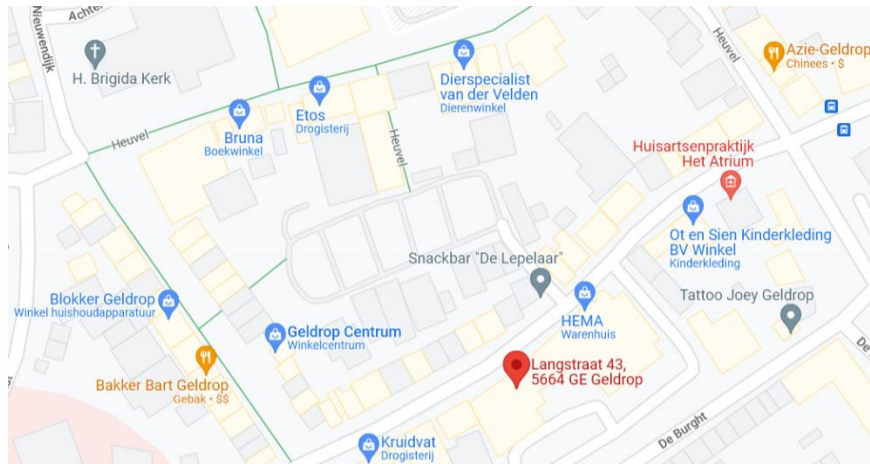 Nieuwendijk
Achter
H. Brigida Kerk
Heuvel
Bruna
Boekwinkel
Etos
Drogisterij
Heuvel
Dierspecialist
van der Velden
Dierenwinkel
Heuvel
Azie-Geldrop
Chinees • $
Huisartsenpraktijk
Het Atrium
Ot en Sien Kinderkleding
BV Winkel
Kinderkleding
Snackbar "De Lepelaar"
Tattoo Joey Geldrop
Blokker Geldrop
Winkel huishoudapparatuur
Geldrop Centrum
Winkelcentrum
HEMA
Warenhuis
Langstraat 43,
5664 GE Geldrop
Bakker Bart Geldrop
Gebak • $$
De Burght
De
Kruidvat
Drogisterij